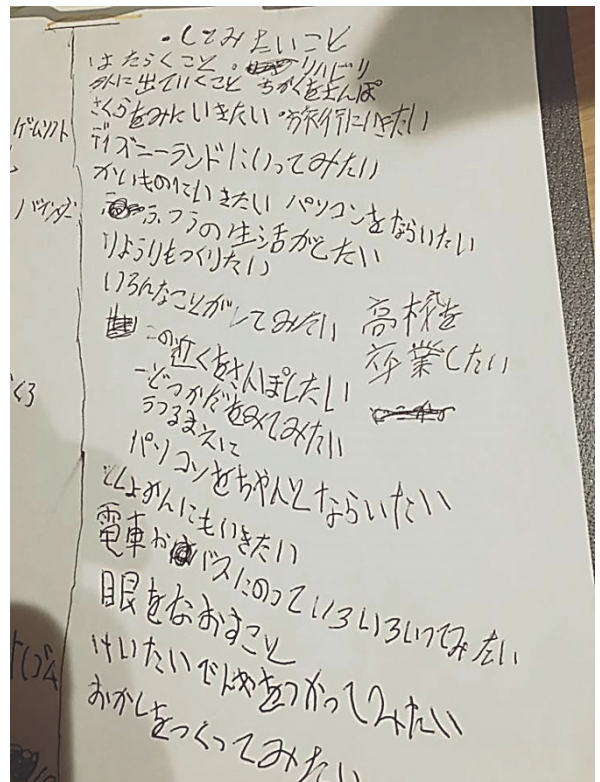 ・してみたいこと
はたらくこと。リハビリ
外に出ていくこと ちかくをさんぽ
さくらをみにいきたい・旅行にいきたい
ディズニーランドにいってみたい
かいものにいきたい パソコンをならいたい
ふつうの生活がしたい
りょうりもつくりたい
いろんなことがしてみたい
高校を
卒業したい
この近くをさんぽしたい
うつるまえに
パソコンをちゃんとならいたい
としょかんにもいきたい
電車やバスにのっていろいろいってみたい
眼をなおすこと
けいたいでんわをつかってみたい
おかしをつくってみたい
ゲームソフト
バインダー